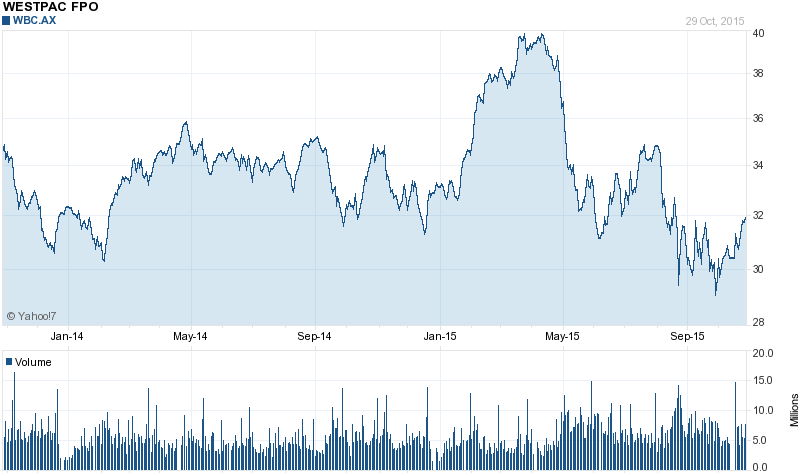 WESTPAC FPO
WBC.AX
29 Oct, 2015
40
38
36
34
32
30
28
© Yahoo!7
Jan-14 May-14 Sep-14 Jan-15 May-15 Sep-15
Volume
20.0
15.0
10.0
5.0
0.0
Millions